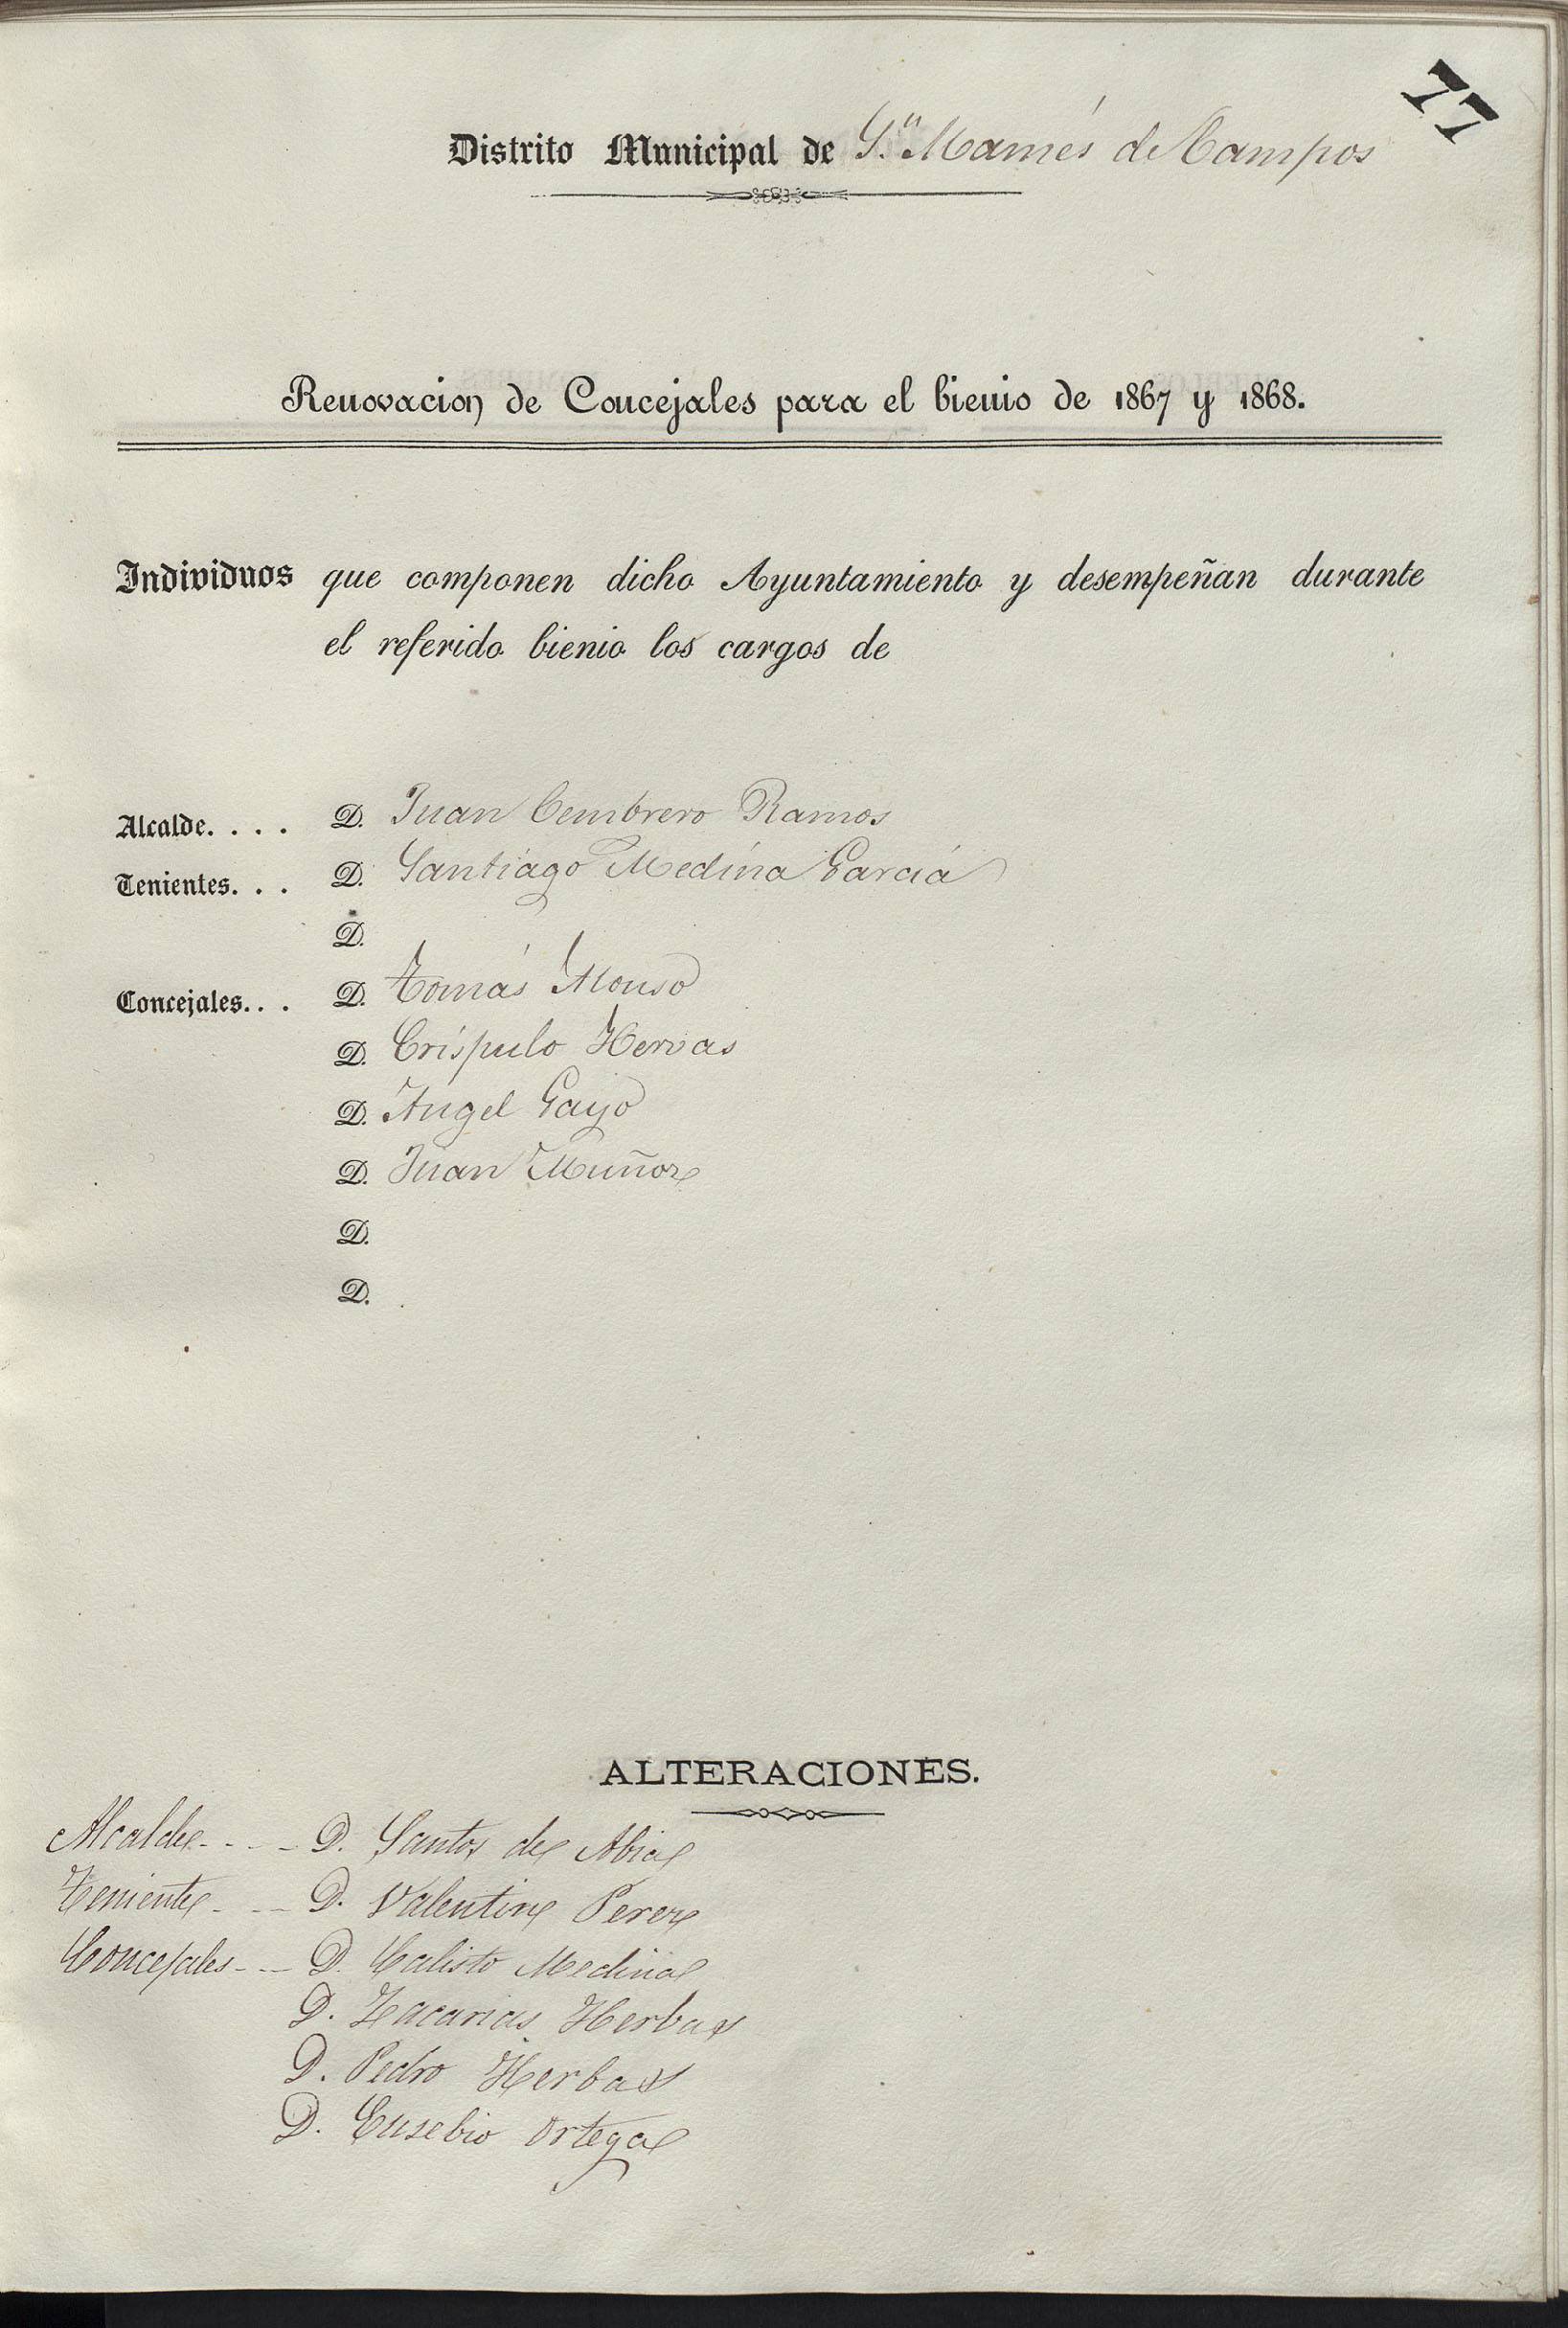 77
Distrito Municipal de S.n Mamés de Campos
Renovacion de Concejales para el bienio de 1867 y 1868.
Individuos que componen dicho Ayuntamiento y desempeñan durante
el referido bienio los cargos de
Alcalde. . . . D. Juan Cembrero Ramos
Tenientes. . . D. Santiago Medina García
D.
Concejales. . . D. Tomás Alonso
D. Críspulo Hervas
D. Angel Gayo
D. Juan Muñoz
D.
D.
ALTERACIONES.
Alcalde - - - - D. Santos de Abia
Teniente - - - D. Valentin Perez
Concejales - - - D. Calisto Medina
D. Zacarias Herbas
D. Pedro Herbas
D. Eusebio Ortega